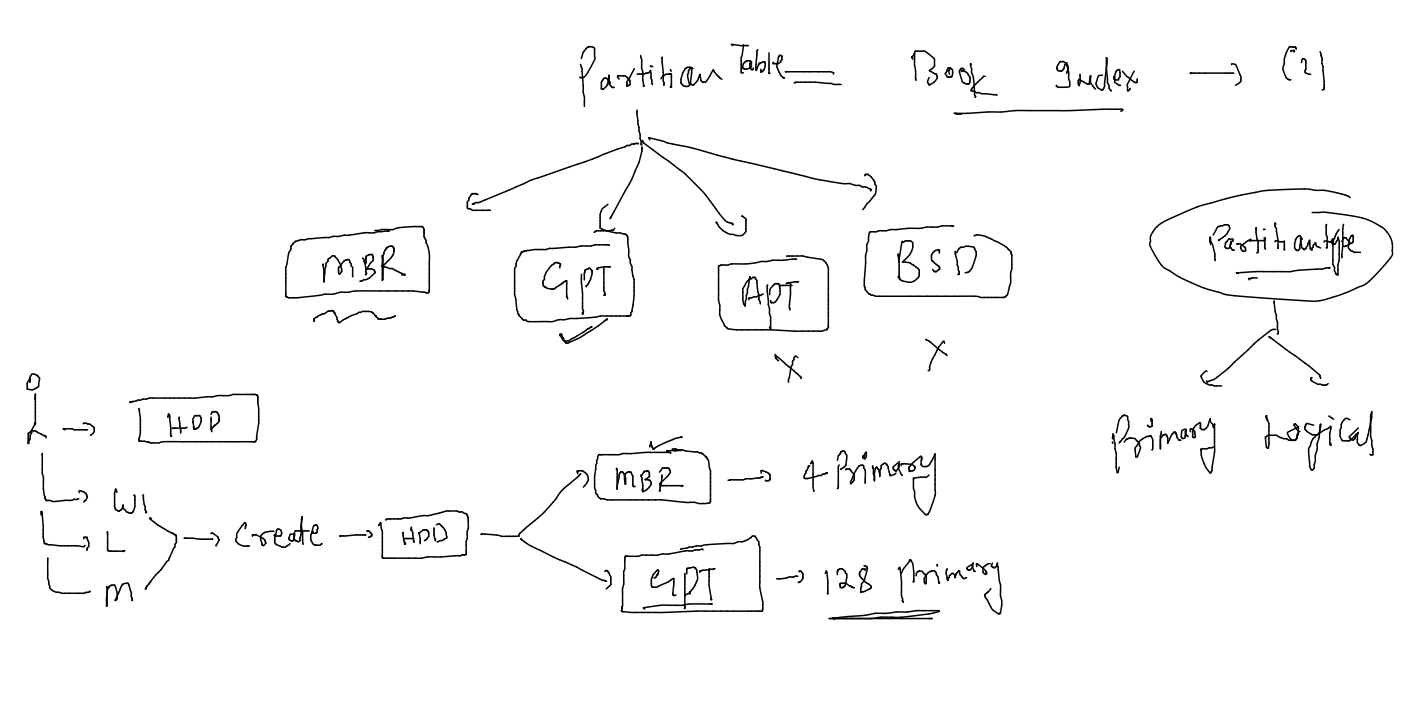 Partition Table = Book Index → (2)
MBR GPT APT BSD
Partition type
Primary Logical
HDD
WI
L
M
Create → HDD
MBR → 4 Primary
GPT → 128 Primary